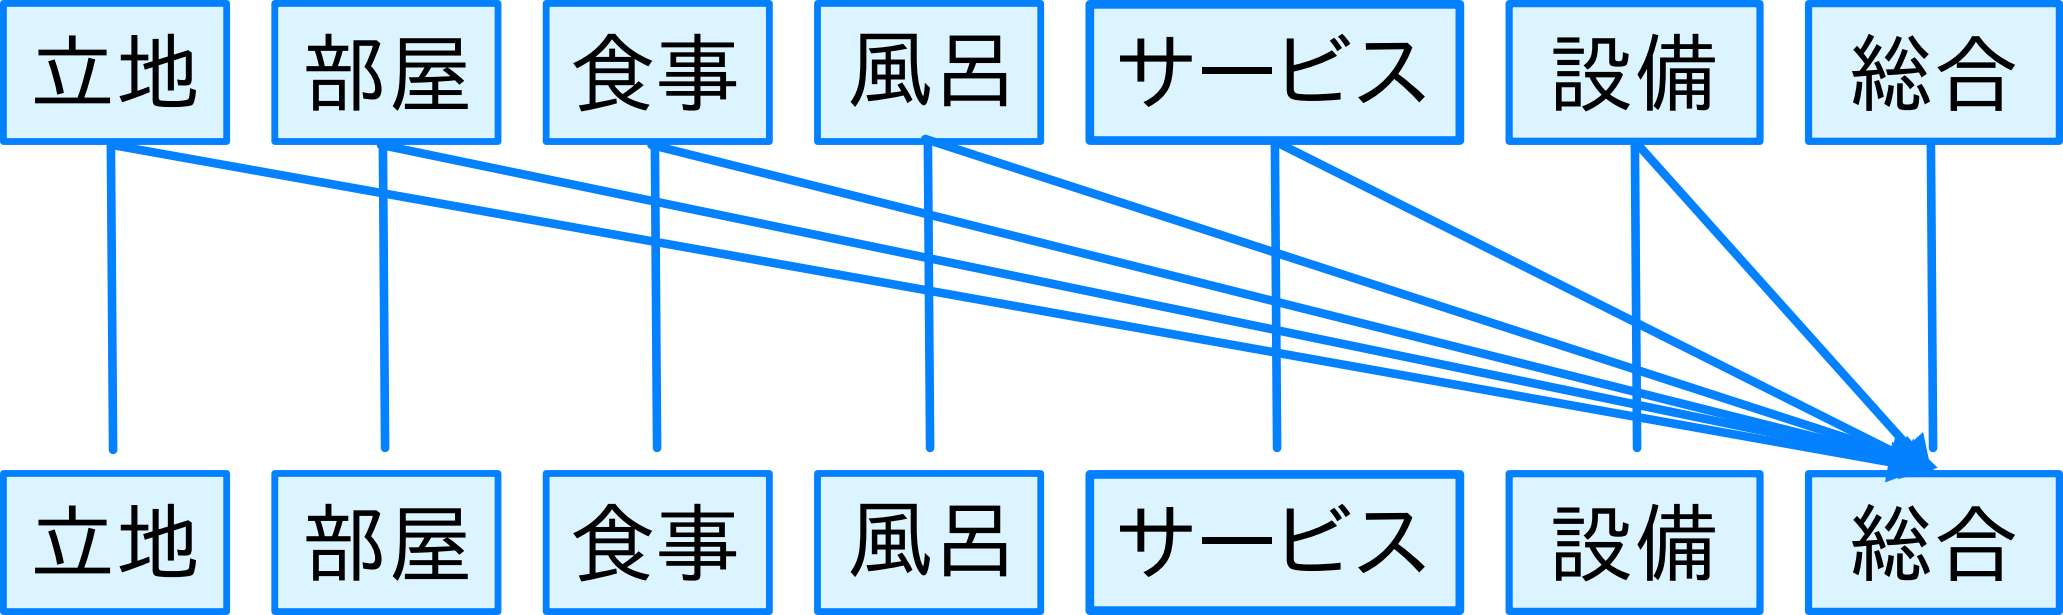 立地 部屋 食事 風呂 サービス 設備 総合
立地 部屋 食事 風呂 サービス 設備 総合